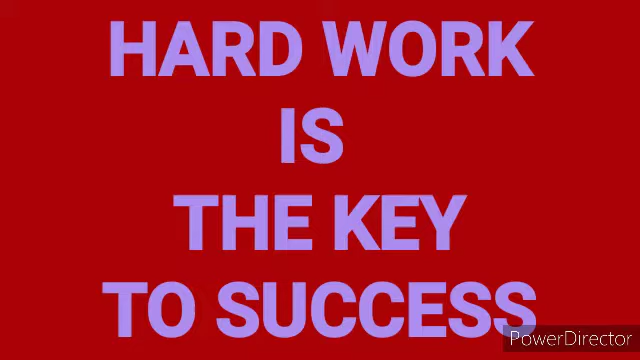 HARD WORK
IS
THE KEY
TO SUCCESS
PowerDirector